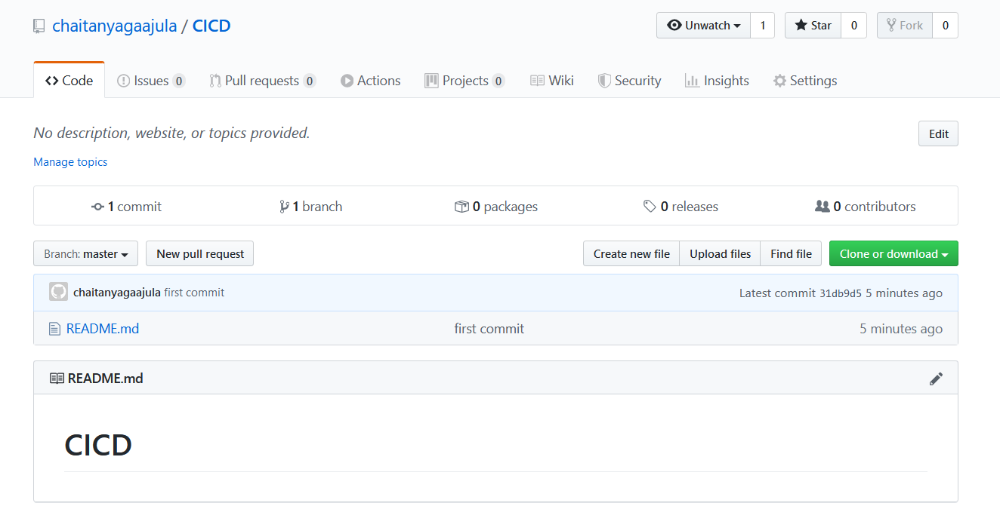 chaitanyagaajula / CICD
Unwatch 1 Star 0 Fork 0
Code Issues 0 Pull requests 0 Actions Projects 0 Wiki Security Insights Settings
No description, website, or topics provided. Edit
Manage topics
1 commit 1 branch 0 packages 0 releases 0 contributors
Branch: master New pull request Create new file Upload files Find file Clone or download
chaitanyagaajula first commit Latest commit 31db9d5 5 minutes ago
README.md first commit 5 minutes ago
README.md
CICD